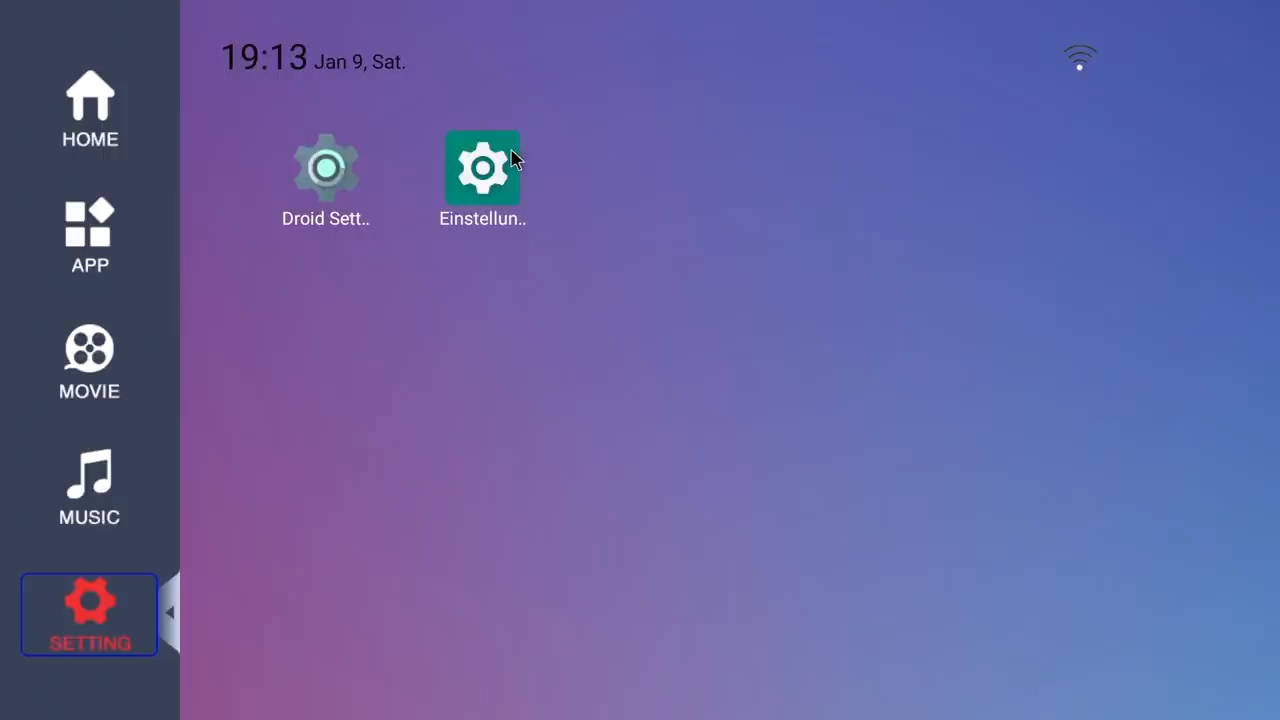 19:13 Jan 9, Sat.
HOME
APP
MOVIE
MUSIC
SETTING
Droid Sett..
Einstellun..